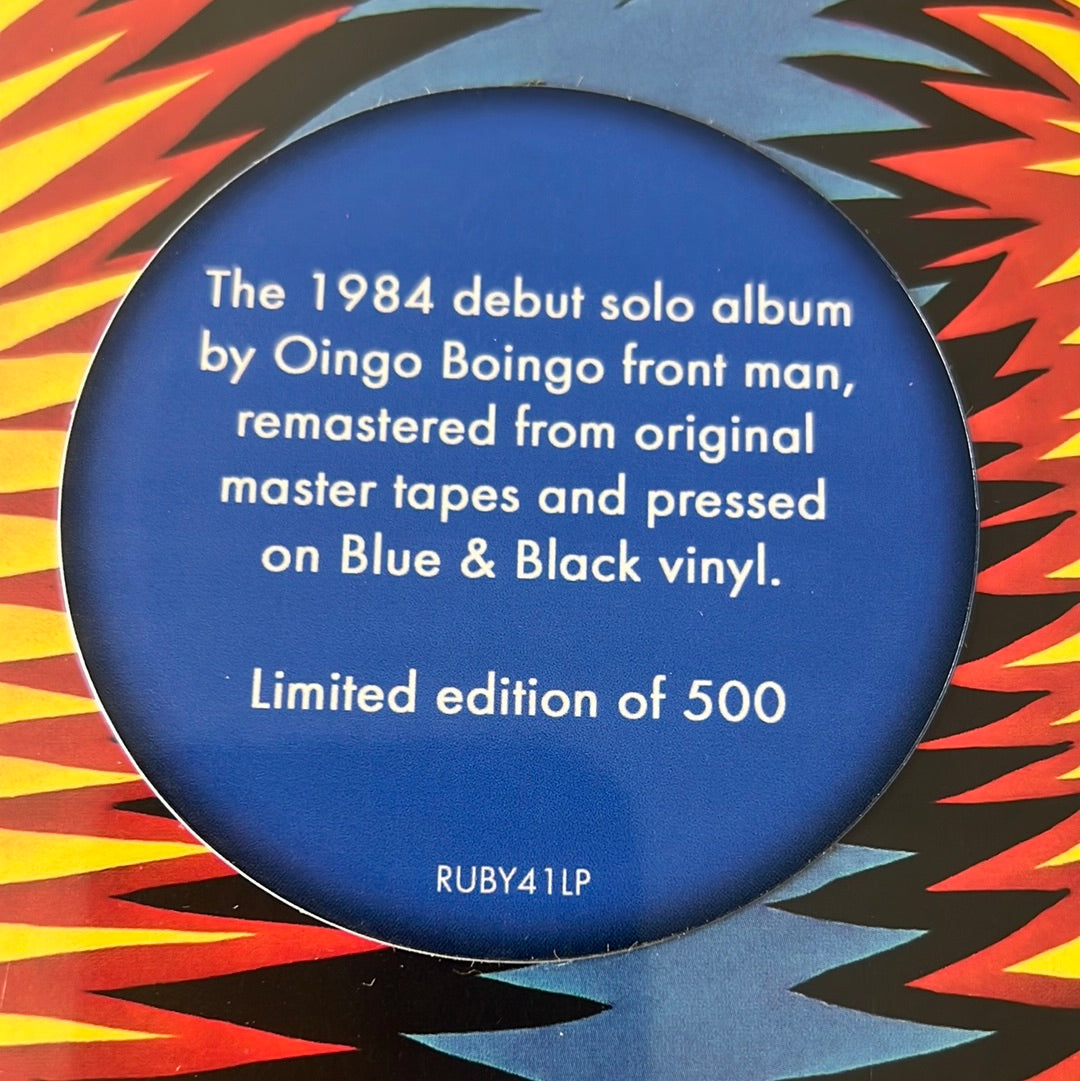 The 1984 debut solo album
by Oingo Boingo front man,
remastered from original
master tapes and pressed
on Blue & Black vinyl.
Limited edition of 500
RUBY41LP